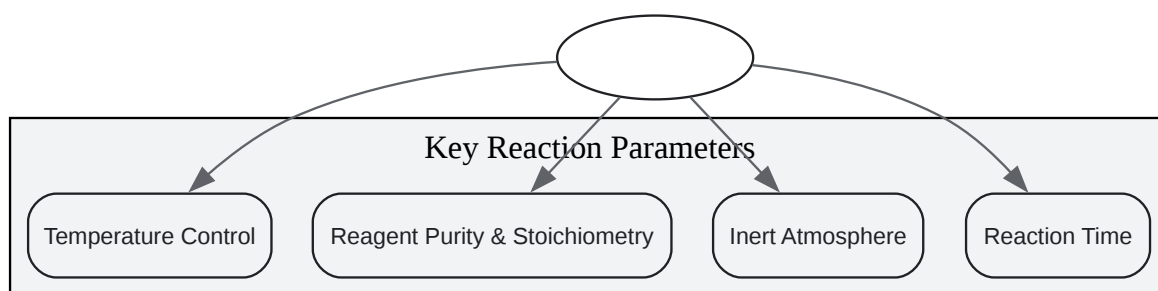 Key Reaction Parameters
Temperature Control
Reagent Purity & Stoichiometry
Inert Atmosphere
Reaction Time